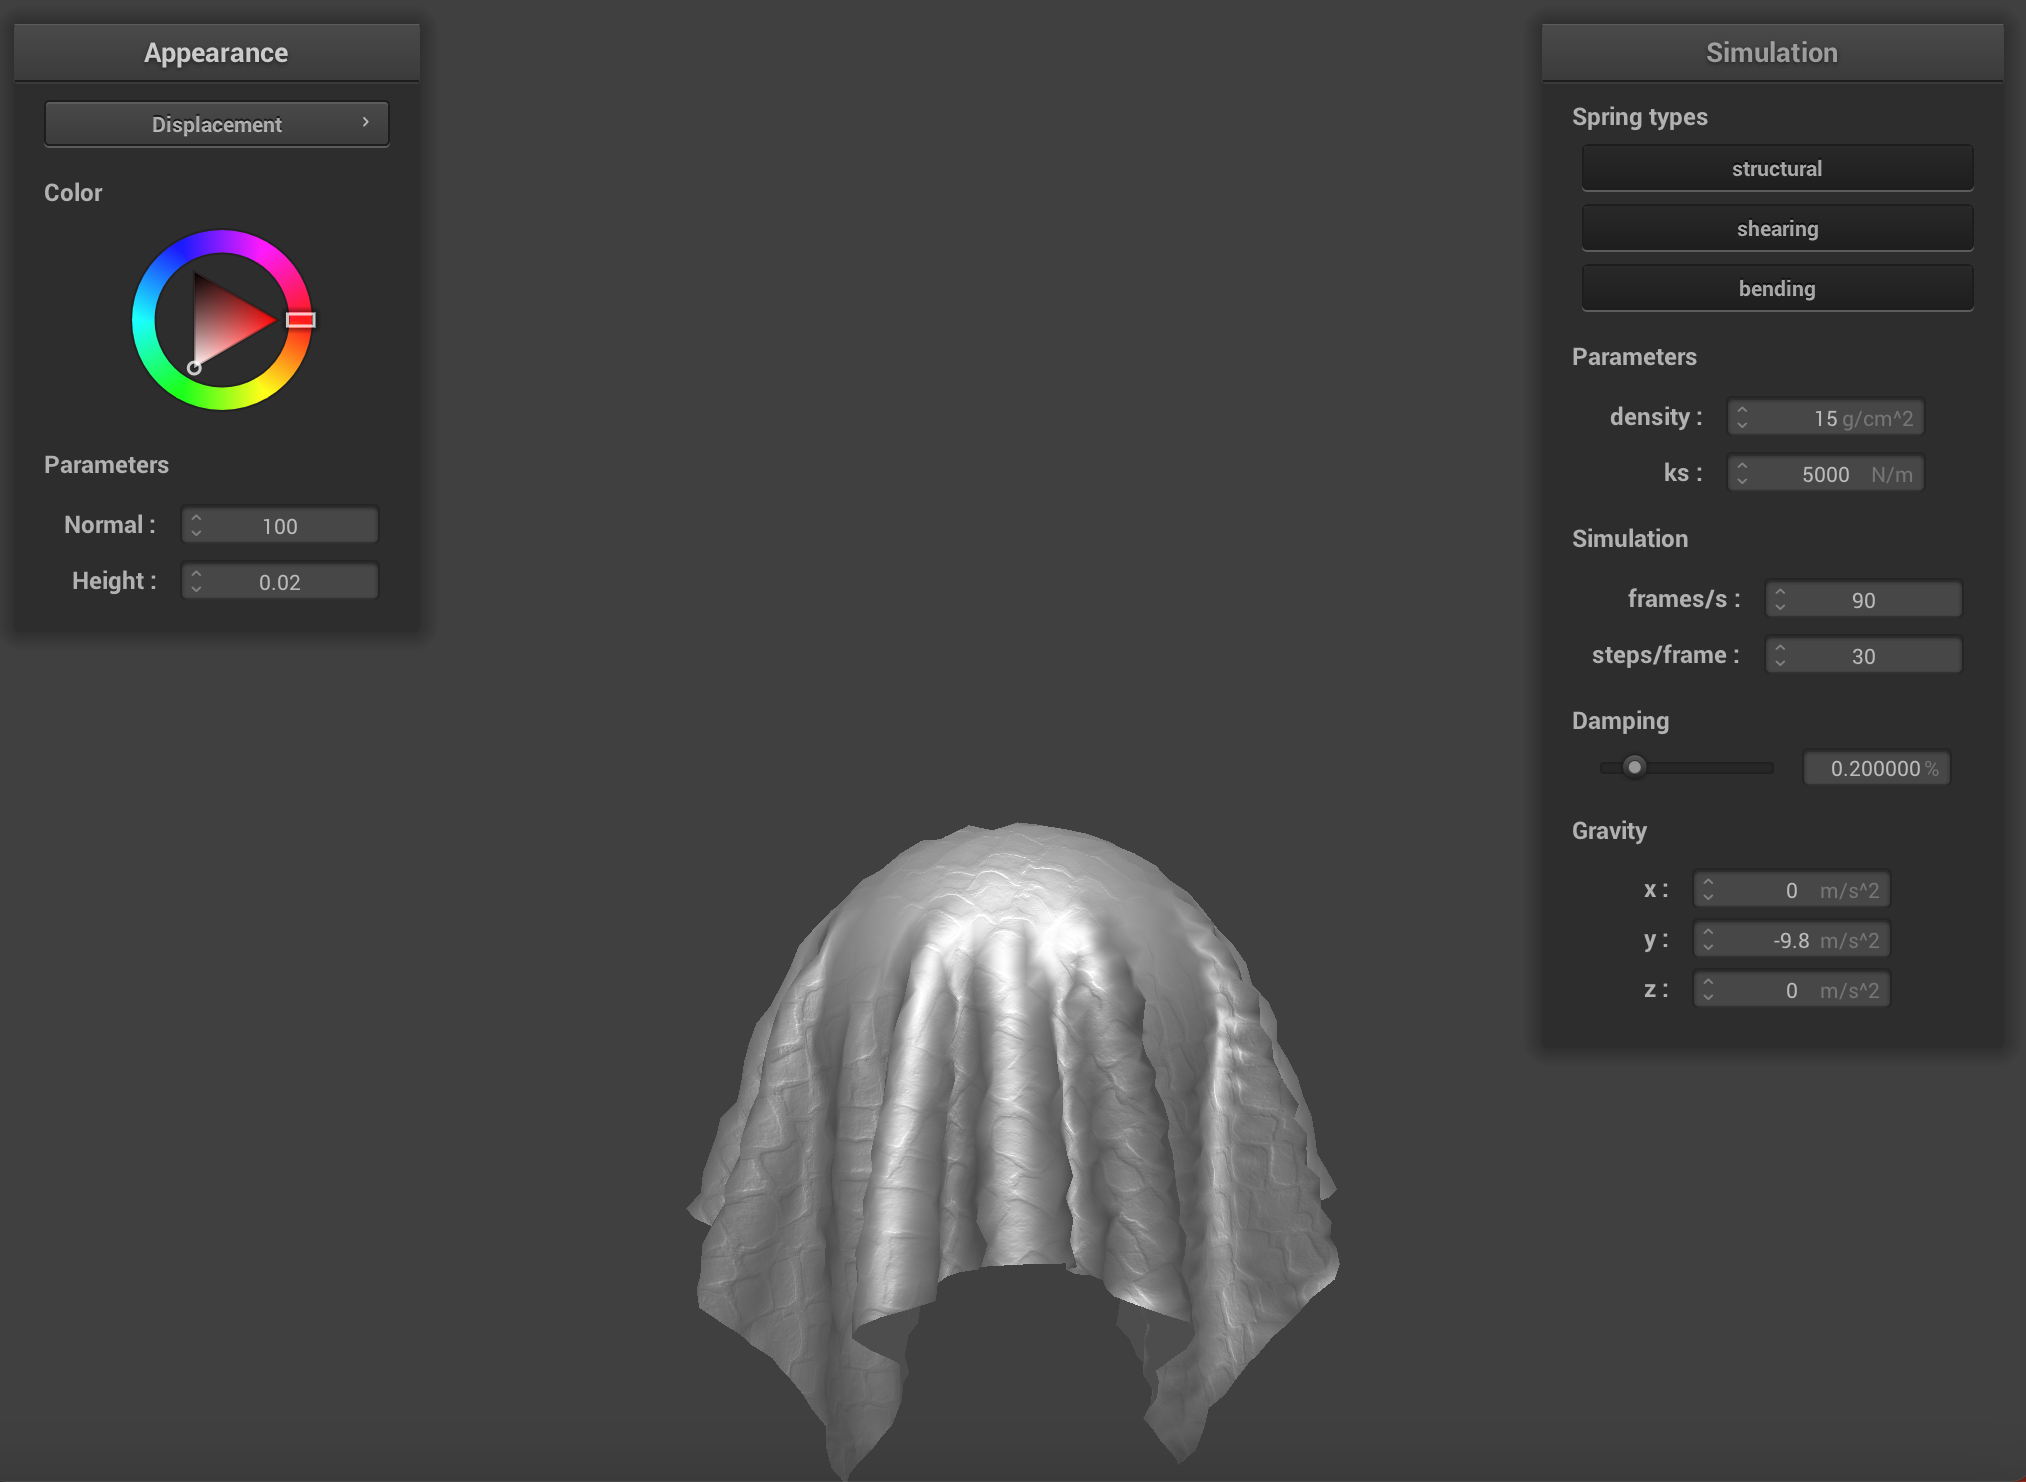 Appearance
Displacement
Color
Parameters
Normal : 100
Height : 0.02
Simulation
Spring types
structural
shearing
bending
Parameters
density : 15 g/cm^2
ks : 5000 N/m
Simulation
frames/s : 90
steps/frame : 30
Damping
0.200000 %
Gravity
x : 0 m/s^2
y : -9.8 m/s^2
z : 0 m/s^2